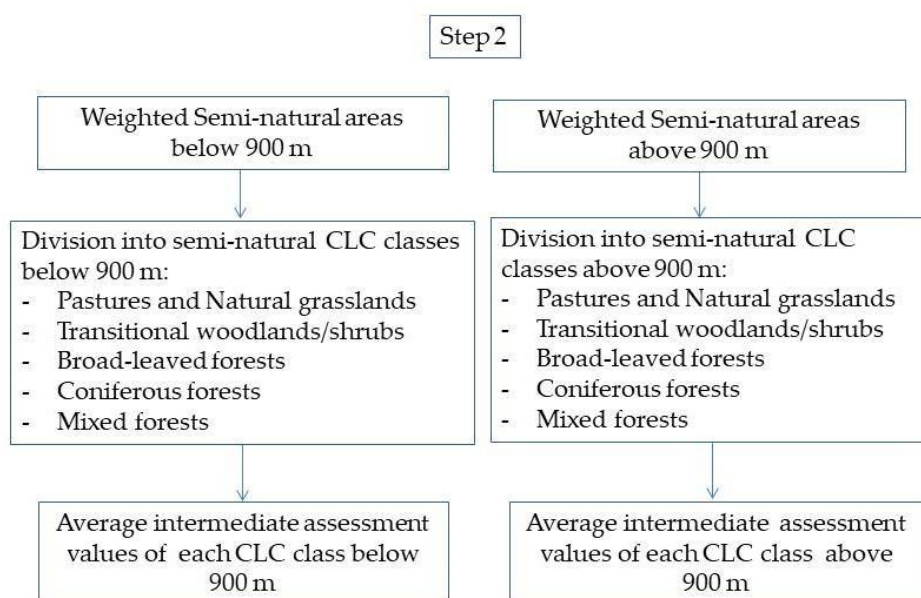 Step 2
Weighted Semi-natural areas
below 900 m
Weighted Semi-natural areas
above 900 m
Division into semi-natural CLC classes
below 900 m:
- Pastures and Natural grasslands
- Transitional woodlands/shrubs
- Broad-leaved forests
- Coniferous forests
- Mixed forests
Division into semi-natural CLC
classes above 900 m:
- Pastures and Natural grasslands
- Transitional woodlands/shrubs
- Broad-leaved forests
- Coniferous forests
- Mixed forests
Average intermediate assessment
values of each CLC class below
900 m
Average intermediate assessment
values of each CLC class above
900 m